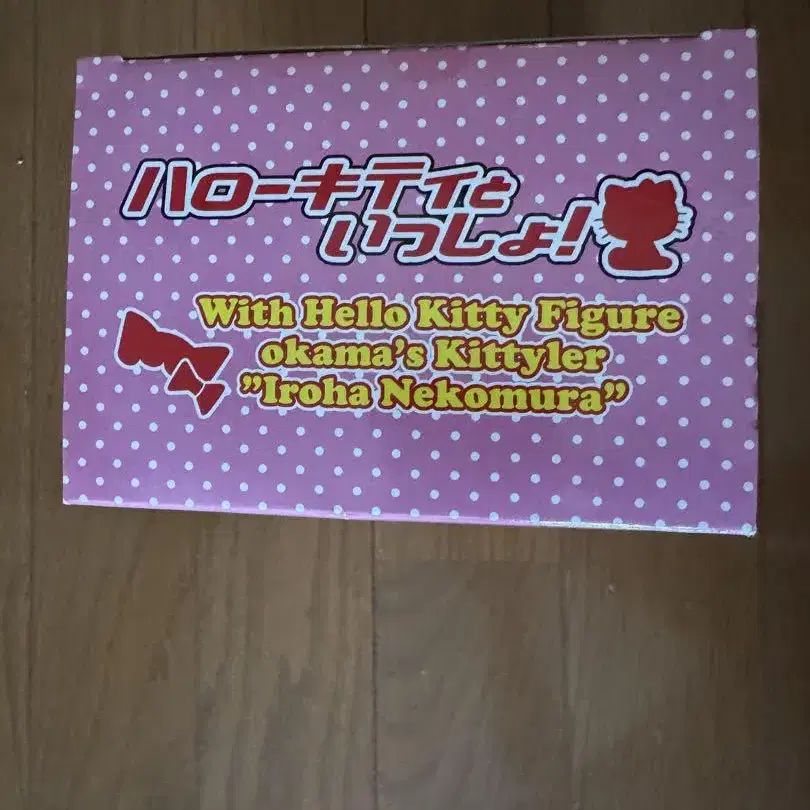 ハローキティと
いっしょ!
With Hello Kitty Figure
okama's Kittyler
"Iroha Nekomura"